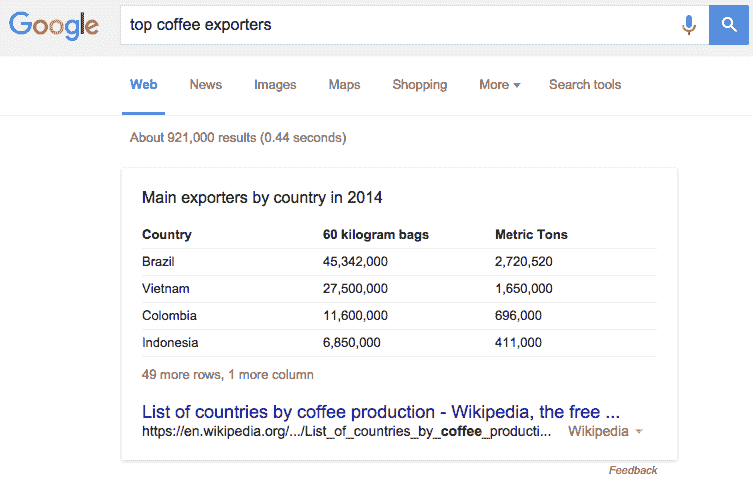 Google top coffee exporters
Web News Images Maps Shopping More Search tools
About 921,000 results (0.44 seconds)
Main exporters by country in 2014
Country 60 kilogram bags Metric Tons
Brazil 45,342,000 2,720,520
Vietnam 27,500,000 1,650,000
Colombia 11,600,000 696,000
Indonesia 6,850,000 411,000
49 more rows, 1 more column
List of countries by coffee production - Wikipedia, the free ...
https://en.wikipedia.org/.../List_of_countries_by_coffee_producti... Wikipedia
Feedback